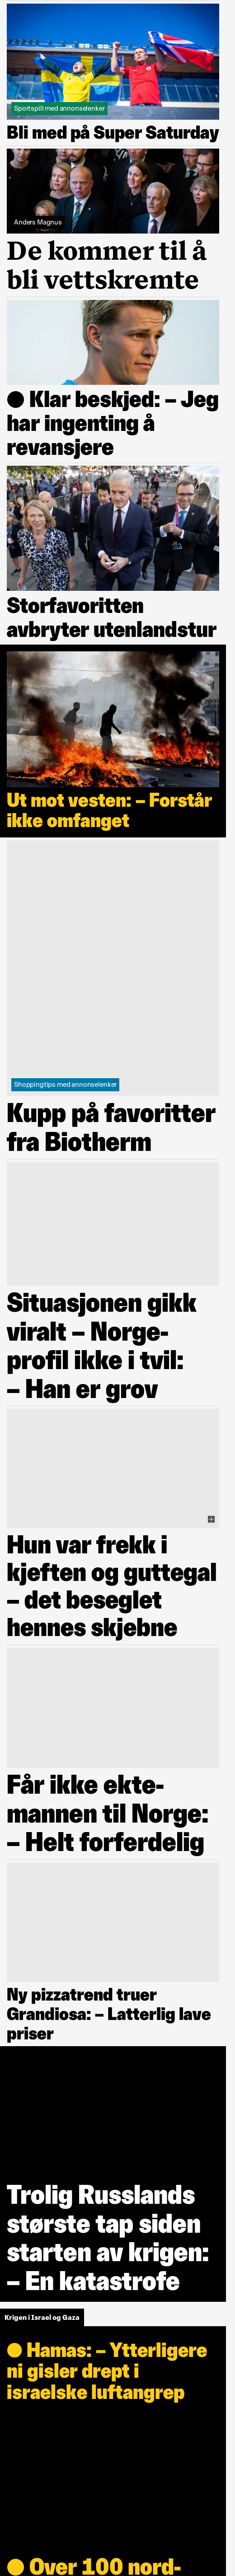 Sportspill med annonselenker
Bli med på Super Saturday
Anders Magnus
De kommer til å
bli vettskremte
Klar beskjed: – Jeg
har ingenting å
revansjere
Storfavoritten
avbryter utenlandstur
Ut mot vesten: – Forstår
ikke omfanget
Shoppingtips med annonselenker
Kupp på favoritter
fra Biotherm
Situasjonen gikk
viralt – Norge-
profil ikke i tvil:
– Han er grov
Hun var frekk i
kjeften og guttegal
– det beseglet
hennes skjebne
Får ikke ekte-
mannen til Norge:
– Helt forferdelig
Ny pizzatrend truer
Grandiosa: – Latterlig lave
priser
Trolig Russlands
største tap siden
starten av krigen:
– En katastrofe
Krigen i Israel og Gaza
Hamas: – Ytterligere
ni gisler drept i
israelske luftangrep
Over 100 nord-